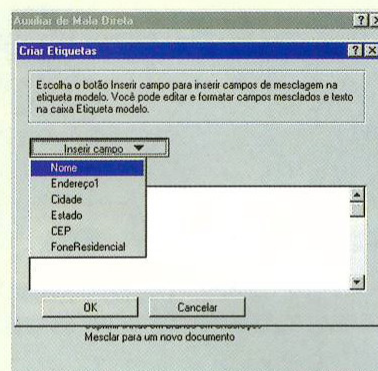 Auxiliar de Mala Direta
Criar Etiquetas
Escolha o botão Inserir campo para inserir campos de mesclagem na
etiqueta modelo. Você pode editar e formatar campos mesclados e texto
na caixa Etiqueta modelo.
Inserir campo
Nome
Endereço1
Cidade
Estado
CEP
FoneResidencial
OK
Cancelar
Mesclar para um novo documento